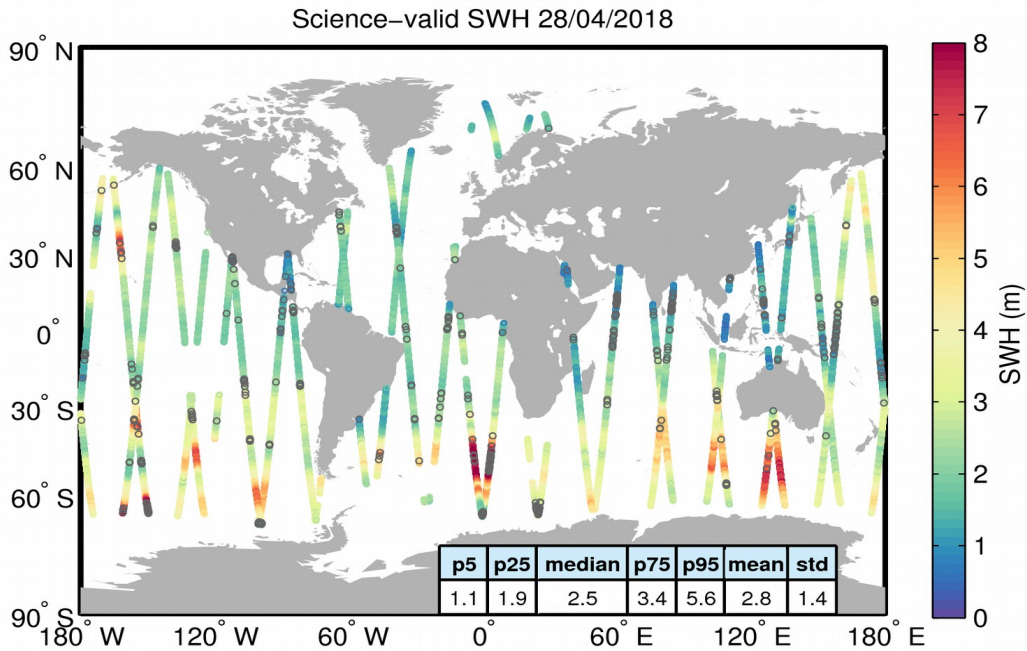 Science−valid SWH 28/04/2018
90° N
60° N
30° N
0°
30° S
60° S
90° S
180° W
120° W
60° W
0°
60° E
120° E
180° E
p5 p25 median p75 p95 mean std
1.1 1.9 2.5 3.4 5.6 2.8 1.4
8
7
6
5
4
3
2
1
0
SWH (m)